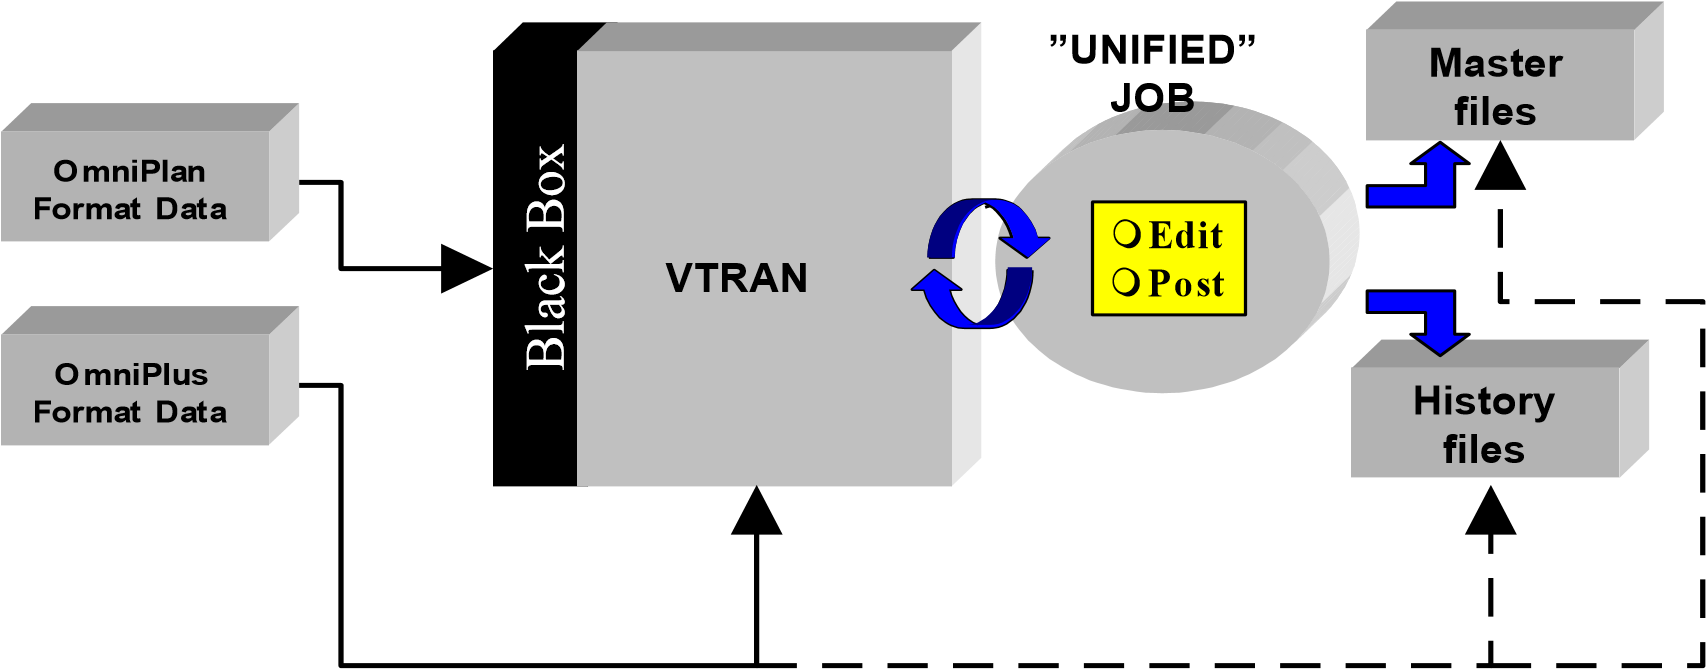 OmniPlan
Format Data
OmniPlus
Format Data
Black Box
VTRAN
”UNIFIED”
JOB
❍Edit
❍Post
Master
files
History
files